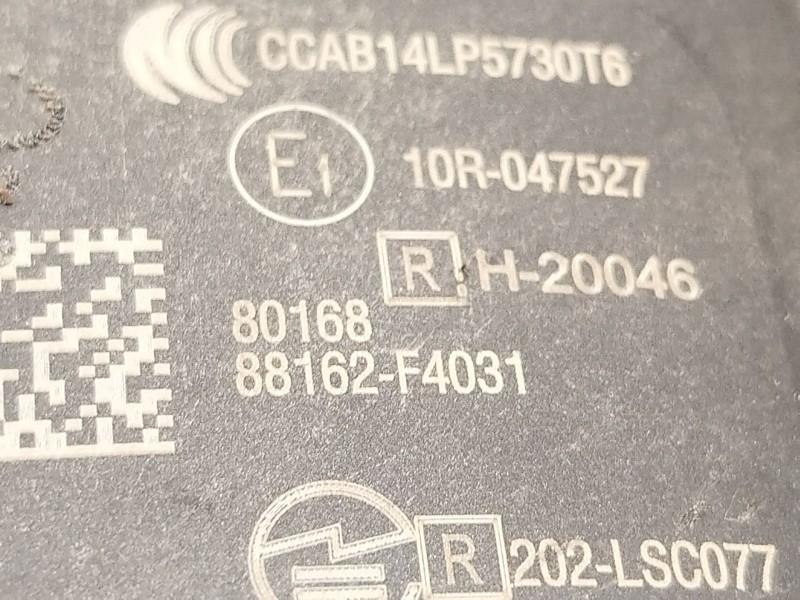 CCAB14LP5730T6
E1 10R-047527
R H-20046
80168
88162-F4031
R 202-LSC077